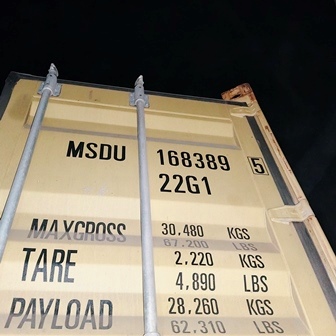 MSDU 168389 5
22G1
MAXGROSS 30,480 KGS
67,200 LBS
TARE 2,220 KGS
4,890 LBS
PAYLOAD 28,260 KGS
62,310 LBS